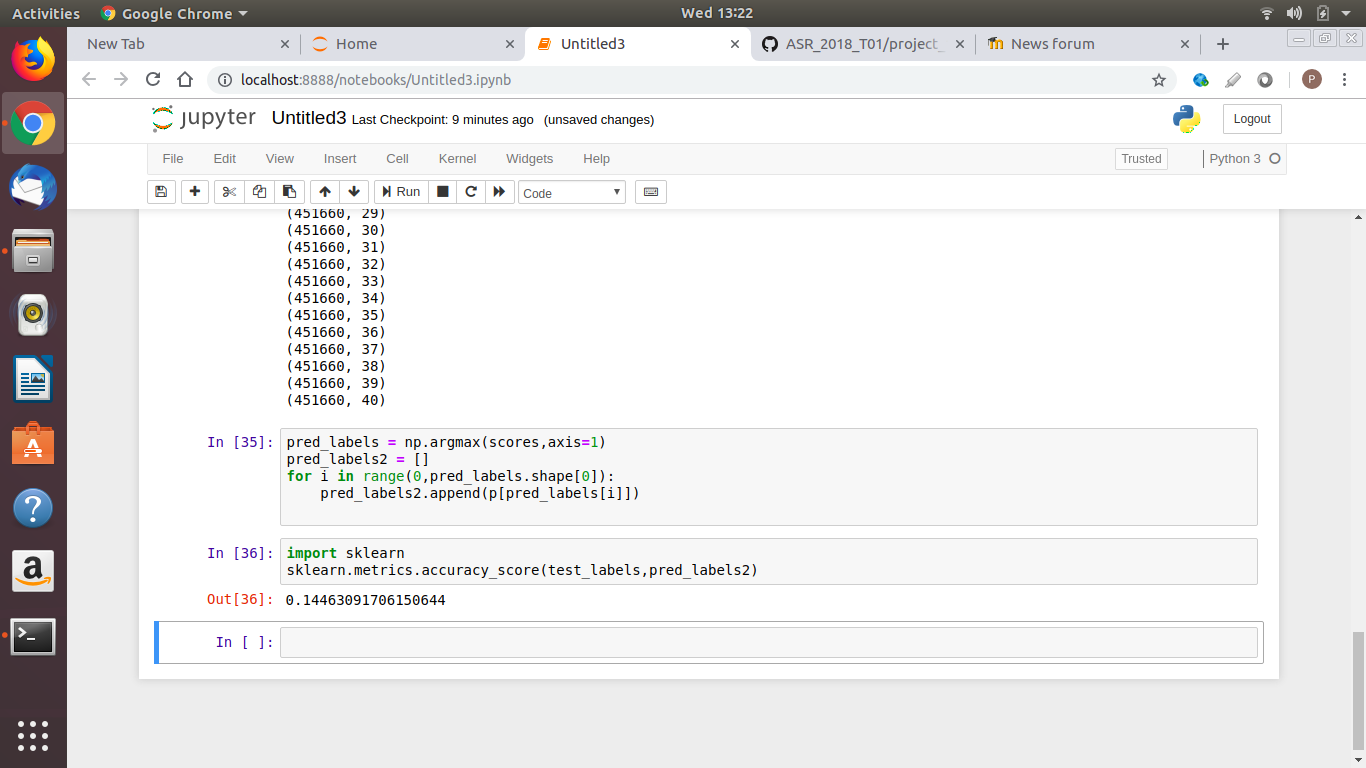 Activities
Google Chrome
Wed 13:22
New Tab
Home
Untitled3
ASR_2018_T01/project_
News forum
localhost:8888/notebooks/Untitled3.ipynb
P
jupyter
Untitled3 Last Checkpoint: 9 minutes ago (unsaved changes)
Logout
File Edit View Insert Cell Kernel Widgets Help
Trusted
Python 3
Run
Code
(451660, 29)
(451660, 30)
(451660, 31)
(451660, 32)
(451660, 33)
(451660, 34)
(451660, 35)
(451660, 36)
(451660, 37)
(451660, 38)
(451660, 39)
(451660, 40)
In [35]: pred_labels = np.argmax(scores,axis=1)
pred_labels2 = []
for i in range(0,pred_labels.shape[0]):
    pred_labels2.append(p[pred_labels[i]])
In [36]: import sklearn
sklearn.metrics.accuracy_score(test_labels,pred_labels2)
Out[36]: 0.14463091706150644
In [ ]: